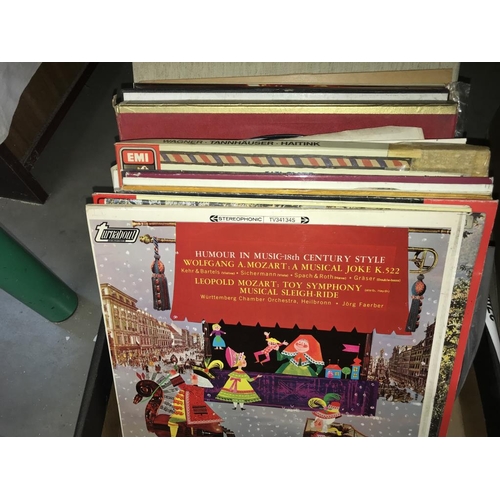 WAGNER · TANNHÄUSER · HAITINK
EMI
turnabout
STEREOPHONIC TV34134S
HUMOUR IN MUSIC-18th CENTURY STYLE
WOLFGANG A. MOZART: A MUSICAL JOKE K.522
Kehr & Bartels · Sichermann · Spach & Roth · Gräser
LEOPOLD MOZART: TOY SYMPHONY
MUSICAL SLEIGH-RIDE
Württemberg Chamber Orchestra, Heilbronn · Jörg Faerber